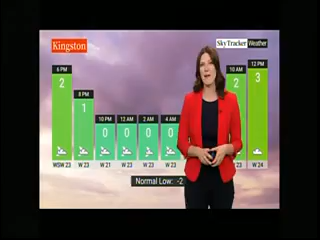 Kingston
SkyTracker Weather
6 PM 8 PM 10 PM 12 AM 2 AM 4 AM 10 AM 12 PM
2 1 0 0 0 0 2 3
WSW 23 W 23 W 21 W 23 W 23 W 23 W 23 W 24
Normal Low: -2